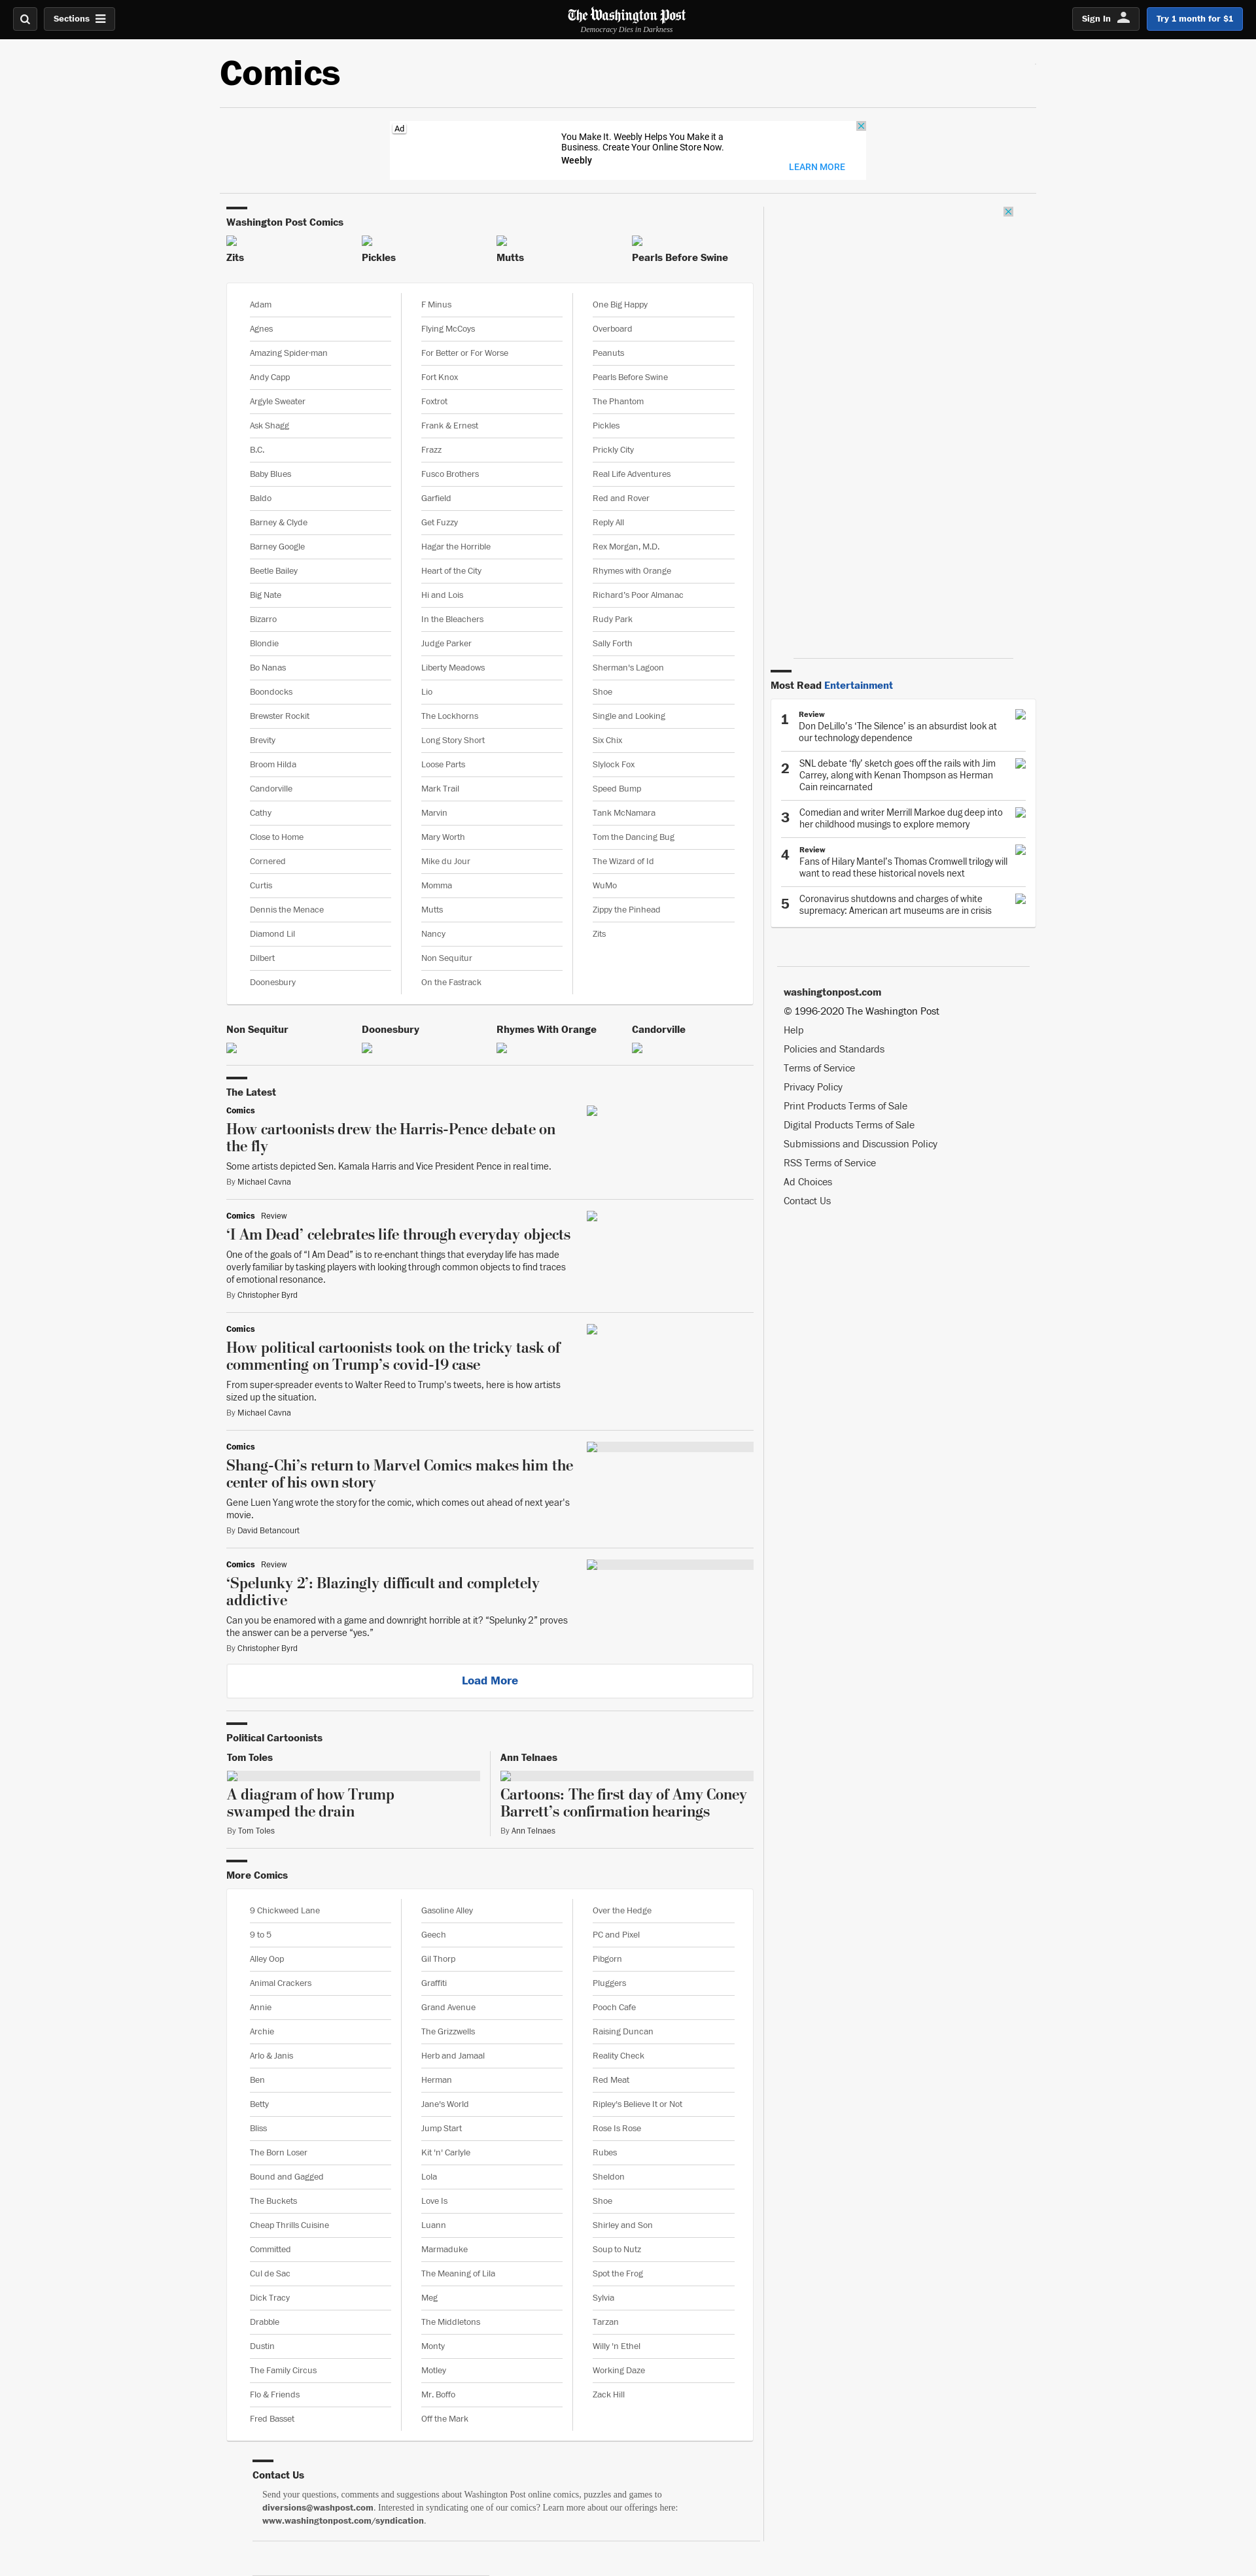 Sections
The Washington Post
Democracy Dies in Darkness
Sign In
Try 1 month for $1
Comics
Ad
You Make It. Weebly Helps You Make it a
Business. Create Your Online Store Now.
Weebly
LEARN MORE
Washington Post Comics
Zits
Pickles
Mutts
Pearls Before Swine
Adam
Agnes
Amazing Spider-man
Andy Capp
Argyle Sweater
Ask Shagg
B.C.
Baby Blues
Baldo
Barney & Clyde
Barney Google
Beetle Bailey
Big Nate
Bizarro
Blondie
Bo Nanas
Boondocks
Brewster Rockit
Brevity
Broom Hilda
Candorville
Cathy
Close to Home
Cornered
Curtis
Dennis the Menace
Diamond Lil
Dilbert
Doonesbury
F Minus
Flying McCoys
For Better or For Worse
Fort Knox
Foxtrot
Frank & Ernest
Frazz
Fusco Brothers
Garfield
Get Fuzzy
Hagar the Horrible
Heart of the City
Hi and Lois
In the Bleachers
Judge Parker
Liberty Meadows
Lio
The Lockhorns
Long Story Short
Loose Parts
Mark Trail
Marvin
Mary Worth
Mike du Jour
Momma
Mutts
Nancy
Non Sequitur
On the Fastrack
One Big Happy
Overboard
Peanuts
Pearls Before Swine
The Phantom
Pickles
Prickly City
Real Life Adventures
Red and Rover
Reply All
Rex Morgan, M.D.
Rhymes with Orange
Richard's Poor Almanac
Rudy Park
Sally Forth
Sherman's Lagoon
Shoe
Single and Looking
Six Chix
Slylock Fox
Speed Bump
Tank McNamara
Tom the Dancing Bug
The Wizard of Id
WuMo
Zippy the Pinhead
Zits
Non Sequitur
Doonesbury
Rhymes With Orange
Candorville
The Latest
Comics
How cartoonists drew the Harris-Pence debate on
the fly
Some artists depicted Sen. Kamala Harris and Vice President Pence in real time.
By Michael Cavna
Comics Review
‘I Am Dead’ celebrates life through everyday objects
One of the goals of “I Am Dead” is to re-enchant things that everyday life has made
overly familiar by tasking players with looking through common objects to find traces
of emotional resonance.
By Christopher Byrd
Comics
How political cartoonists took on the tricky task of
commenting on Trump’s covid-19 case
From super-spreader events to Walter Reed to Trump's tweets, here is how artists
sized up the situation.
By Michael Cavna
Comics
Shang-Chi’s return to Marvel Comics makes him the
center of his own story
Gene Luen Yang wrote the story for the comic, which comes out ahead of next year's
movie.
By David Betancourt
Comics Review
‘Spelunky 2’: Blazingly difficult and completely
addictive
Can you be enamored with a game and downright horrible at it? “Spelunky 2” proves
the answer can be a perverse “yes.”
By Christopher Byrd
Load More
Political Cartoonists
Tom Toles
A diagram of how Trump
swamped the drain
By Tom Toles
Ann Telnaes
Cartoons: The first day of Amy Coney
Barrett’s confirmation hearings
By Ann Telnaes
More Comics
9 Chickweed Lane
9 to 5
Alley Oop
Animal Crackers
Annie
Archie
Arlo & Janis
Ben
Betty
Bliss
The Born Loser
Bound and Gagged
The Buckets
Cheap Thrills Cuisine
Committed
Cul de Sac
Dick Tracy
Drabble
Dustin
The Family Circus
Flo & Friends
Fred Basset
Gasoline Alley
Geech
Gil Thorp
Graffiti
Grand Avenue
The Grizzwells
Herb and Jamaal
Herman
Jane's World
Jump Start
Kit 'n' Carlyle
Lola
Love Is
Luann
Marmaduke
The Meaning of Lila
Meg
The Middletons
Monty
Motley
Mr. Boffo
Off the Mark
Over the Hedge
PC and Pixel
Pibgorn
Pluggers
Pooch Cafe
Raising Duncan
Reality Check
Red Meat
Ripley's Believe It or Not
Rose Is Rose
Rubes
Sheldon
Shoe
Shirley and Son
Soup to Nutz
Spot the Frog
Sylvia
Tarzan
Willy 'n Ethel
Working Daze
Zack Hill
Contact Us
Send your questions, comments and suggestions about Washington Post online comics, puzzles and games to
diversions@washpost.com. Interested in syndicating one of our comics? Learn more about our offerings here:
www.washingtonpost.com/syndication.
Most Read Entertainment
1 Review
Don DeLillo’s ‘The Silence’ is an absurdist look at
our technology dependence
2 SNL debate ‘fly’ sketch goes off the rails with Jim
Carrey, along with Kenan Thompson as Herman
Cain reincarnated
3 Comedian and writer Merrill Markoe dug deep into
her childhood musings to explore memory
4 Review
Fans of Hilary Mantel’s Thomas Cromwell trilogy will
want to read these historical novels next
5 Coronavirus shutdowns and charges of white
supremacy: American art museums are in crisis
washingtonpost.com
© 1996-2020 The Washington Post
Help
Policies and Standards
Terms of Service
Privacy Policy
Print Products Terms of Sale
Digital Products Terms of Sale
Submissions and Discussion Policy
RSS Terms of Service
Ad Choices
Contact Us